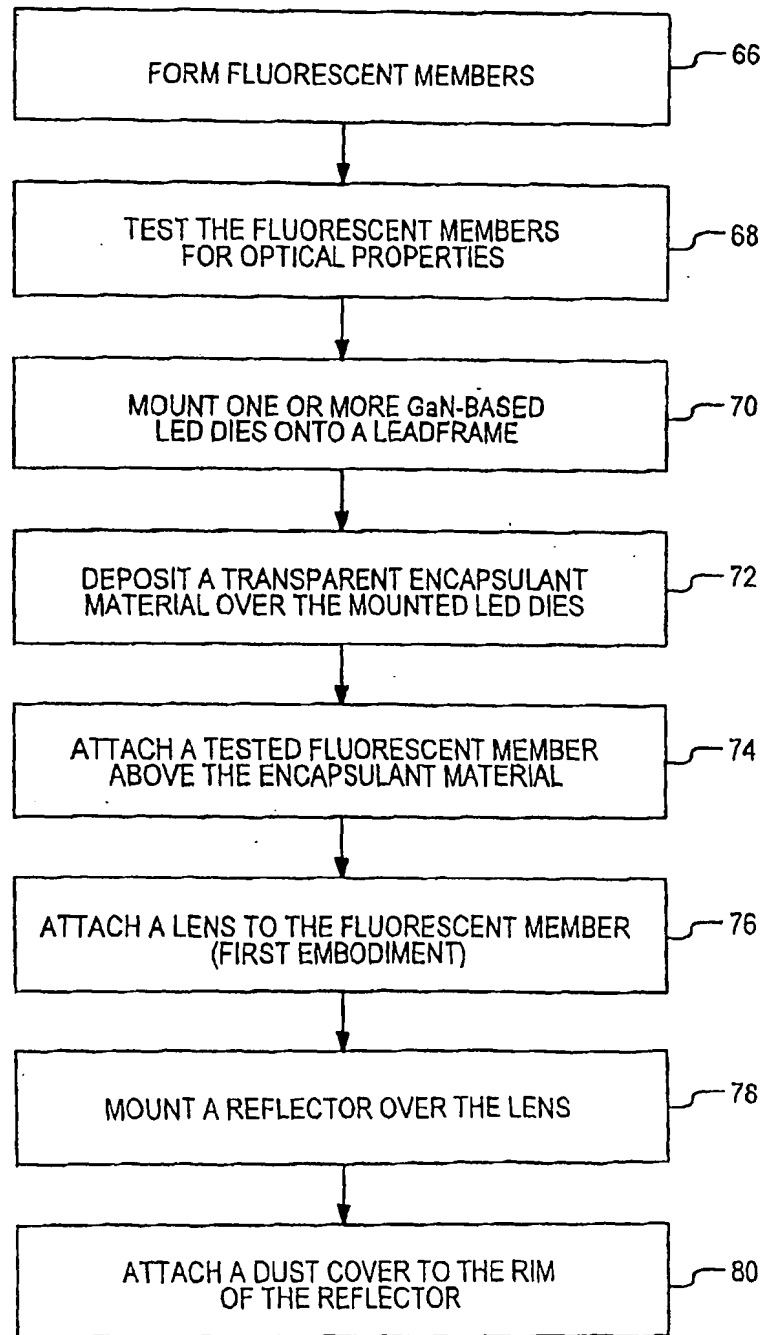 FORM FLUORESCENT MEMBERS
66
TEST THE FLUORESCENT MEMBERS
FOR OPTICAL PROPERTIES
68
MOUNT ONE OR MORE GaN-BASED
LED DIES ONTO A LEADFRAME
70
DEPOSIT A TRANSPARENT ENCAPSULANT
MATERIAL OVER THE MOUNTED LED DIES
72
ATTACH A TESTED FLUORESCENT MEMBER
ABOVE THE ENCAPSULANT MATERIAL
74
ATTACH A LENS TO THE FLUORESCENT MEMBER
(FIRST EMBODIMENT)
76
MOUNT A REFLECTOR OVER THE LENS
78
ATTACH A DUST COVER TO THE RIM
OF THE REFLECTOR
80